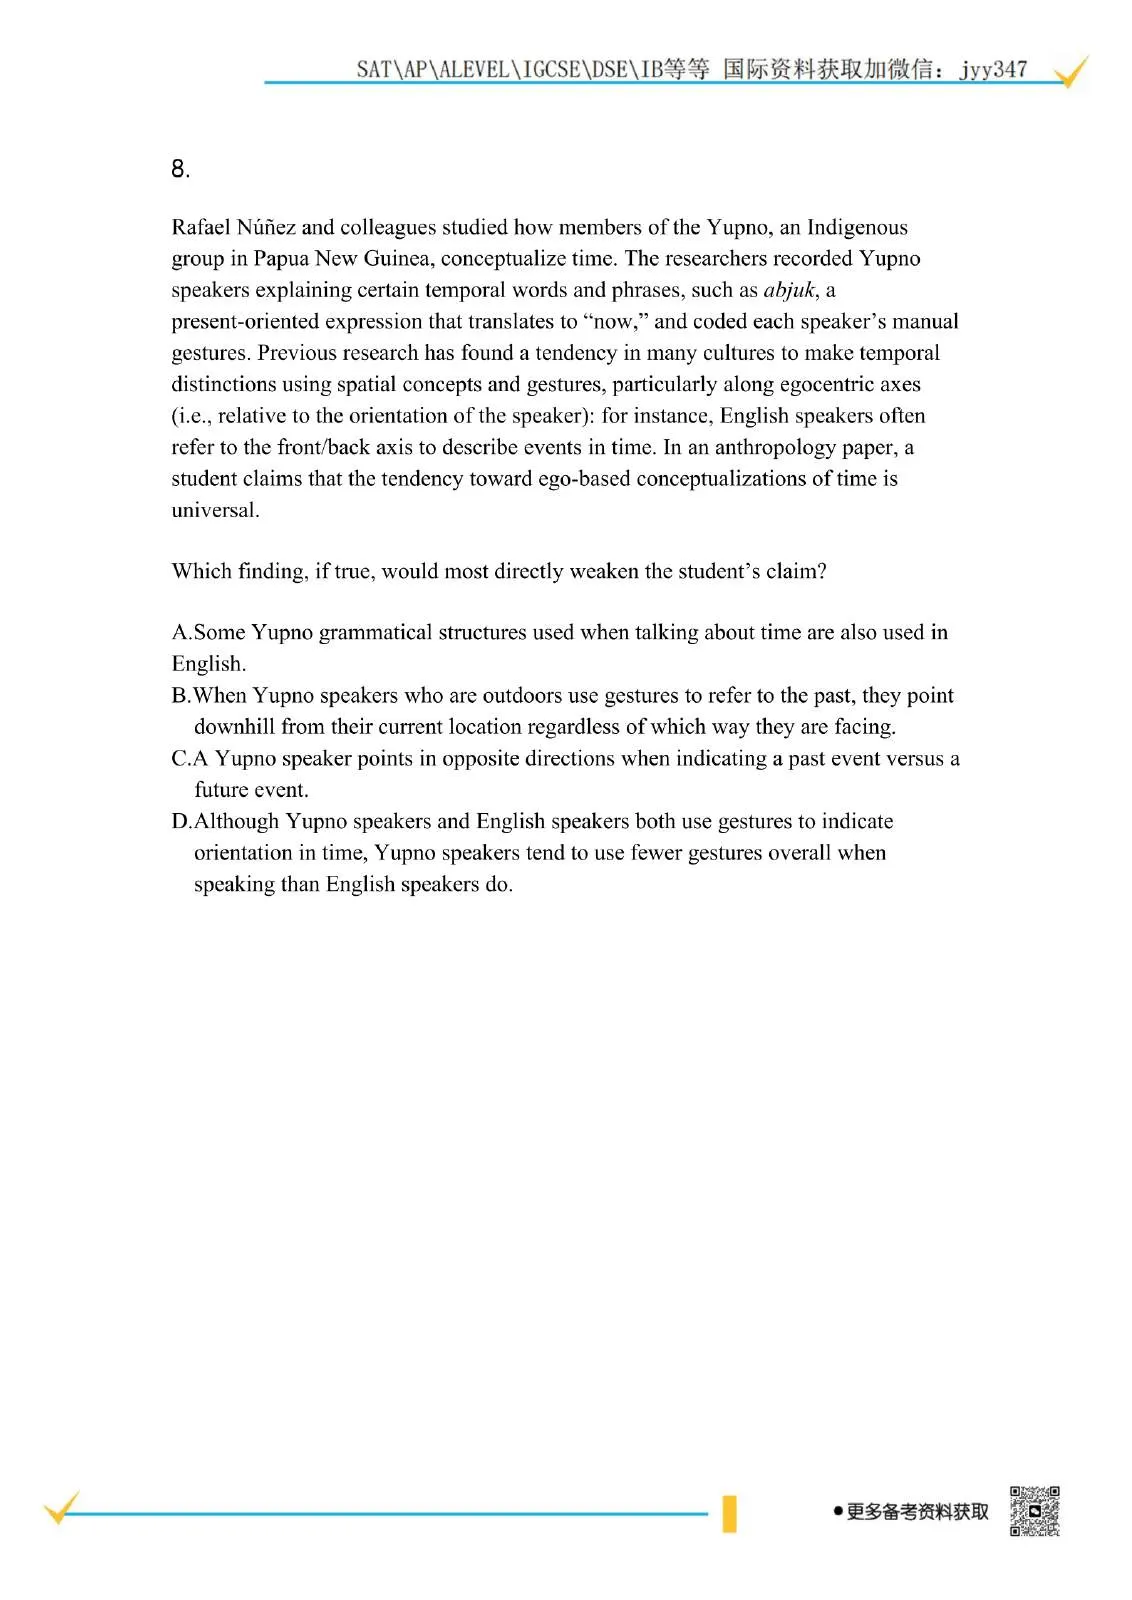 SAT\AP\ALEVEL\IGCSE\DSE\IB等等 国际资料获取加微信：jyy347
8.
Rafael Núñez and colleagues studied how members of the Yupno, an Indigenous
group in Papua New Guinea, conceptualize time. The researchers recorded Yupno
speakers explaining certain temporal words and phrases, such as abjuk, a
present-oriented expression that translates to “now,” and coded each speaker’s manual
gestures. Previous research has found a tendency in many cultures to make temporal
distinctions using spatial concepts and gestures, particularly along egocentric axes
(i.e., relative to the orientation of the speaker): for instance, English speakers often
refer to the front/back axis to describe events in time. In an anthropology paper, a
student claims that the tendency toward ego-based conceptualizations of time is
universal.
Which finding, if true, would most directly weaken the student’s claim?
A.Some Yupno grammatical structures used when talking about time are also used in
English.
B.When Yupno speakers who are outdoors use gestures to refer to the past, they point
downhill from their current location regardless of which way they are facing.
C.A Yupno speaker points in opposite directions when indicating a past event versus a
future event.
D.Although Yupno speakers and English speakers both use gestures to indicate
orientation in time, Yupno speakers tend to use fewer gestures overall when
speaking than English speakers do.
●更多备考资料获取